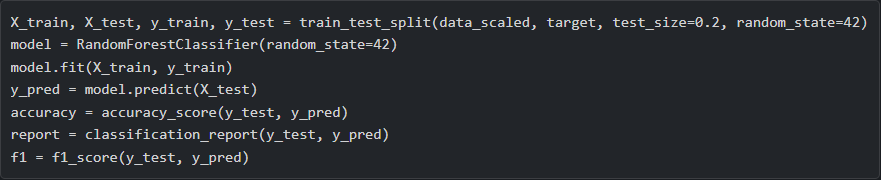 X_train, X_test, y_train, y_test = train_test_split(data_scaled, target, test_size=0.2, random_state=42)
model = RandomForestClassifier(random_state=42)
model.fit(X_train, y_train)
y_pred = model.predict(X_test)
accuracy = accuracy_score(y_test, y_pred)
report = classification_report(y_test, y_pred)
f1 = f1_score(y_test, y_pred)